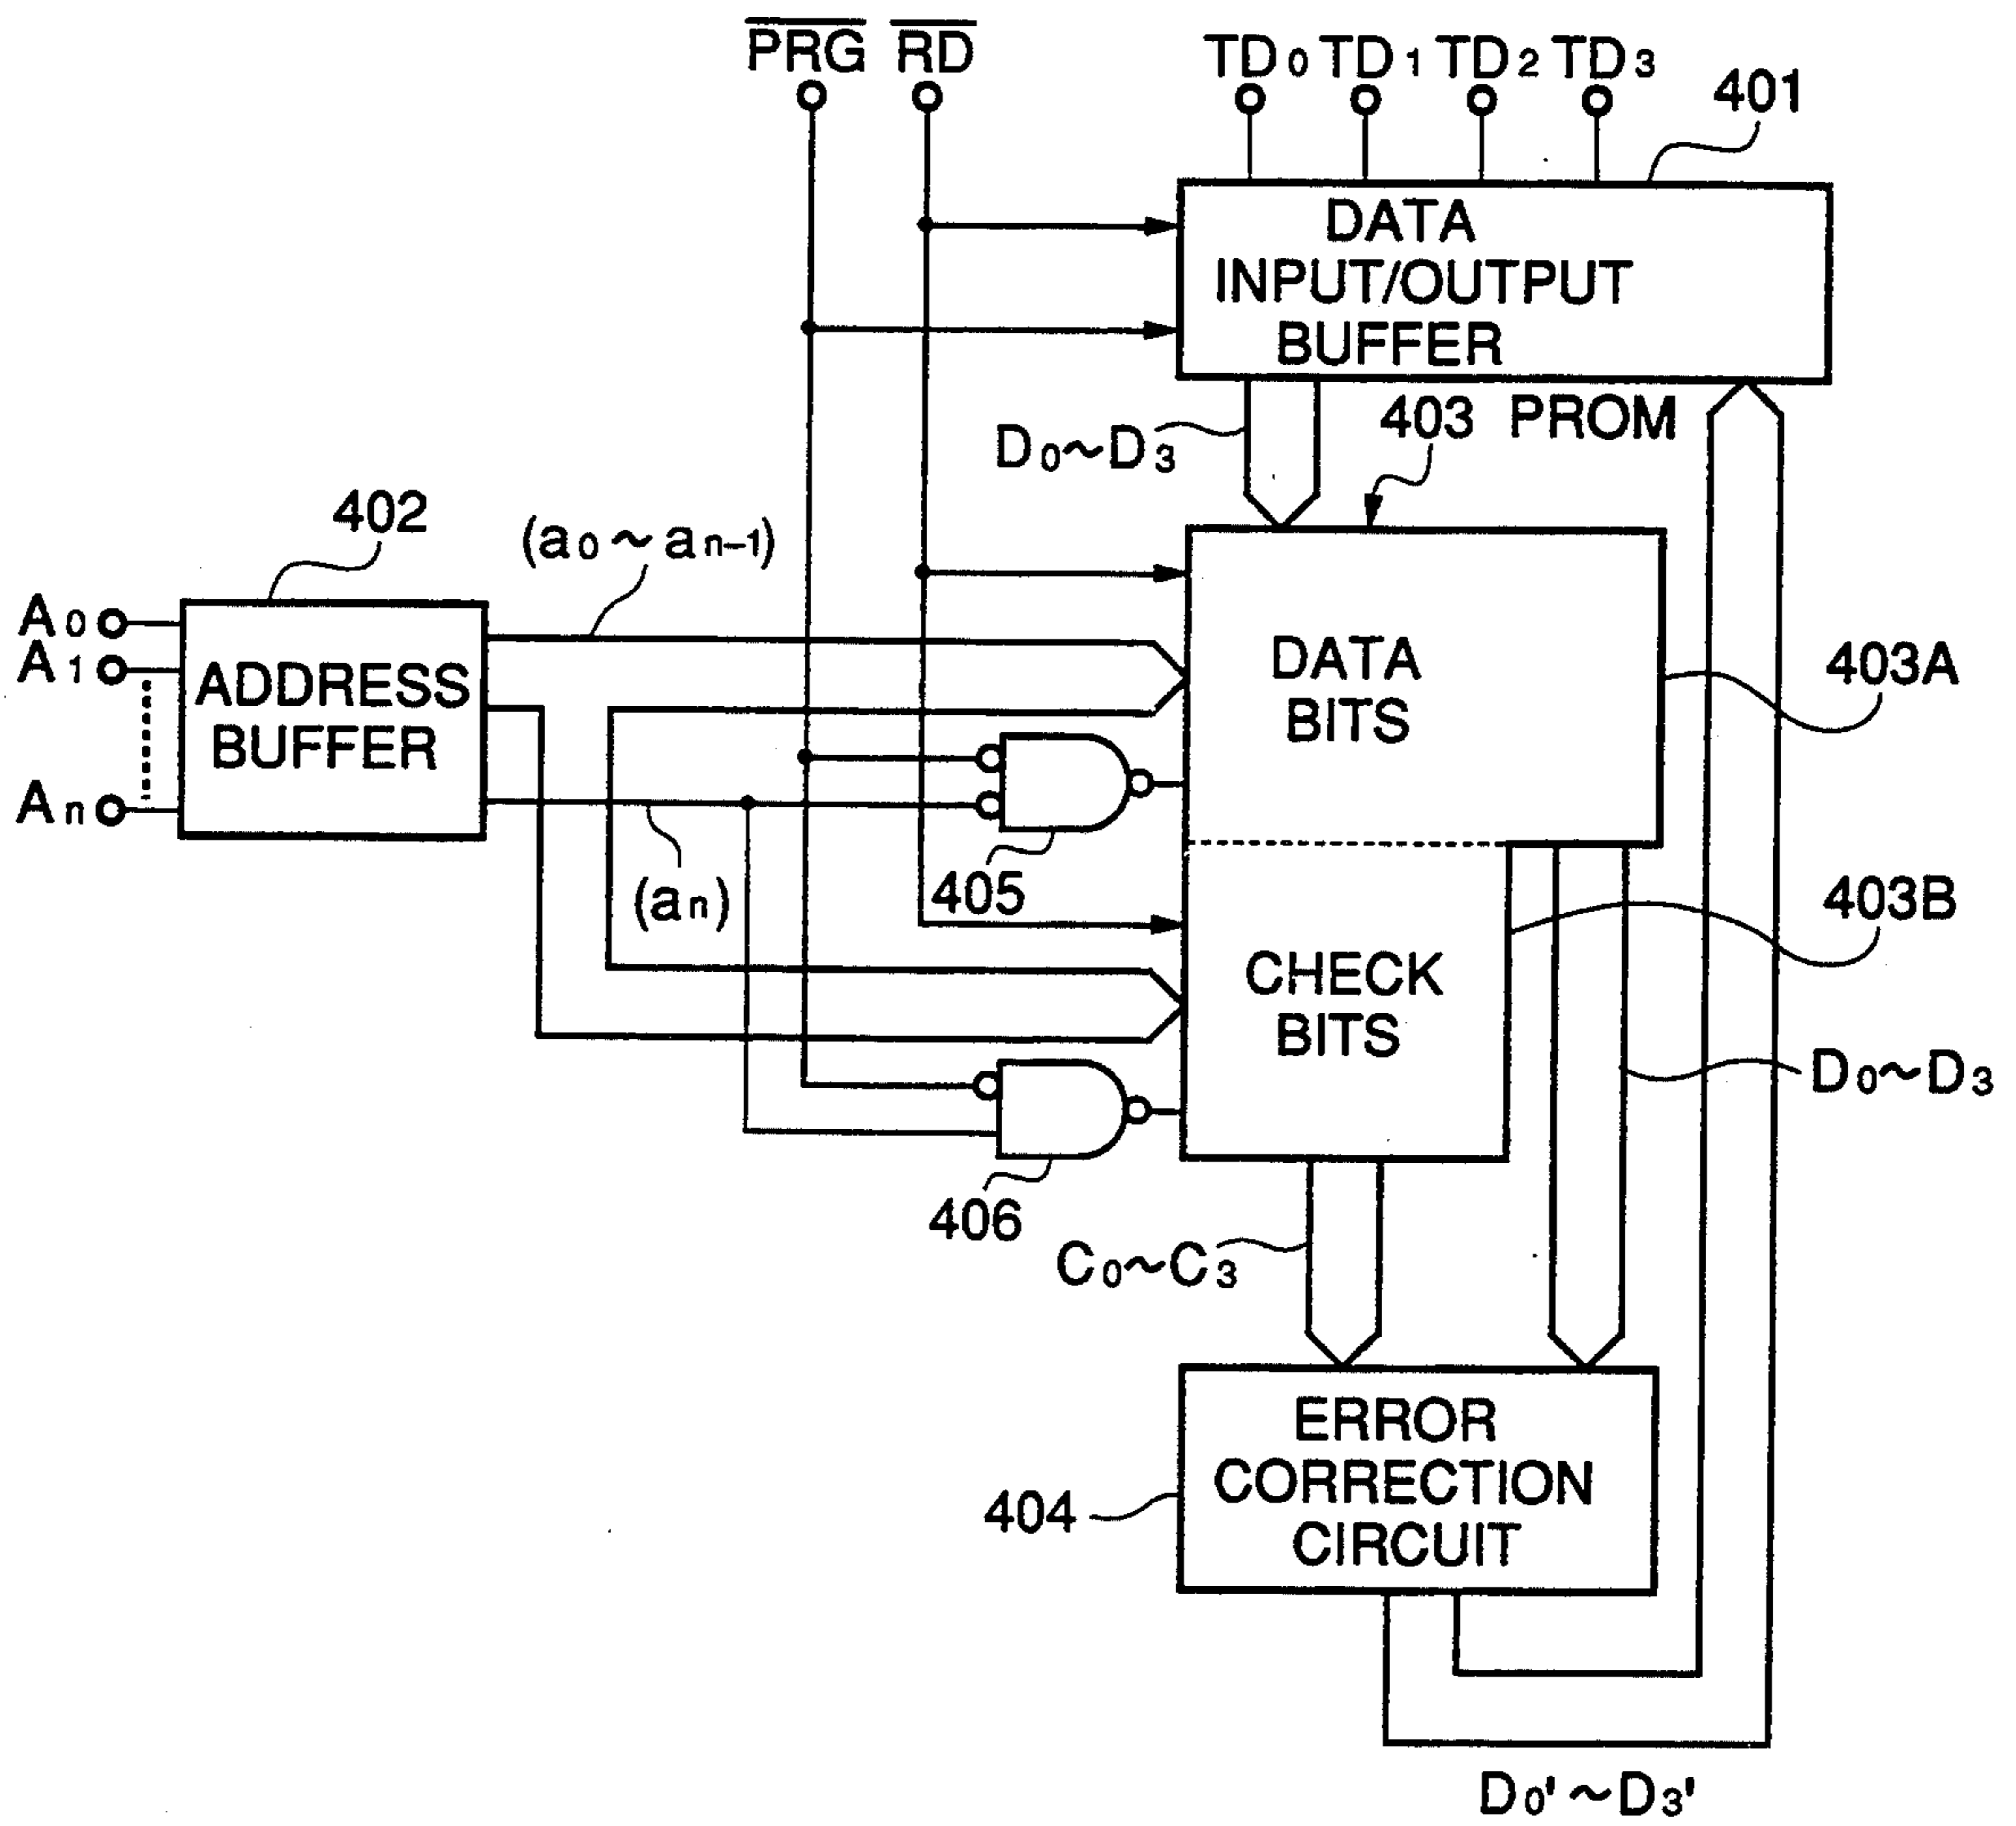 PRG RD
TD0 TD1 TD2 TD3
401
DATA
INPUT/OUTPUT
BUFFER
D0~D3
403 PROM
402
(a0~an-1)
A0
A1
An
ADDRESS
BUFFER
DATA
BITS
403A
405
(an)
403B
CHECK
BITS
D0~D3
406
C0~C3
ERROR
CORRECTION
CIRCUIT
404
D0'~D3'